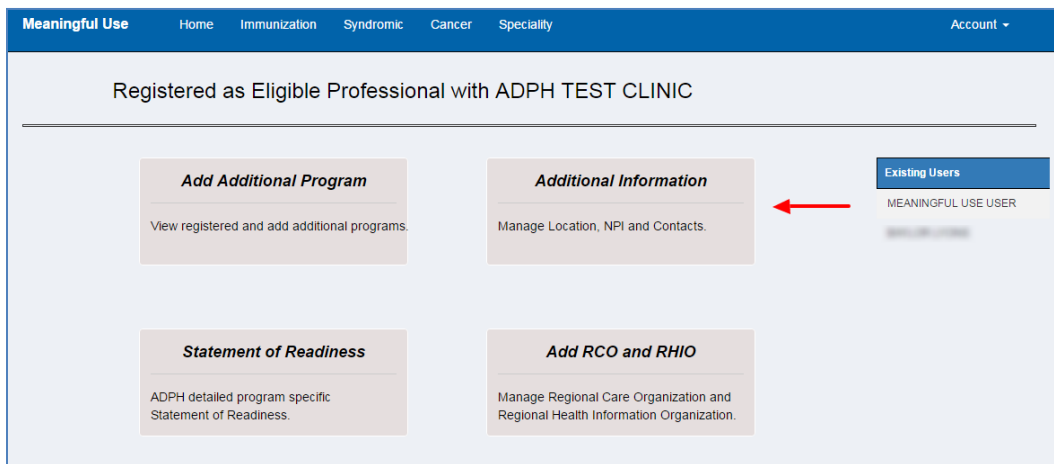 Meaningful Use Home Immunization Syndromic Cancer Speciality Account
Registered as Eligible Professional with ADPH TEST CLINIC
Add Additional Program
View registered and add additional programs.
Additional Information
Manage Location, NPI and Contacts.
Existing Users
MEANINGFUL USE USER
Statement of Readiness
ADPH detailed program specific
Statement of Readiness.
Add RCO and RHIO
Manage Regional Care Organization and
Regional Health Information Organization.